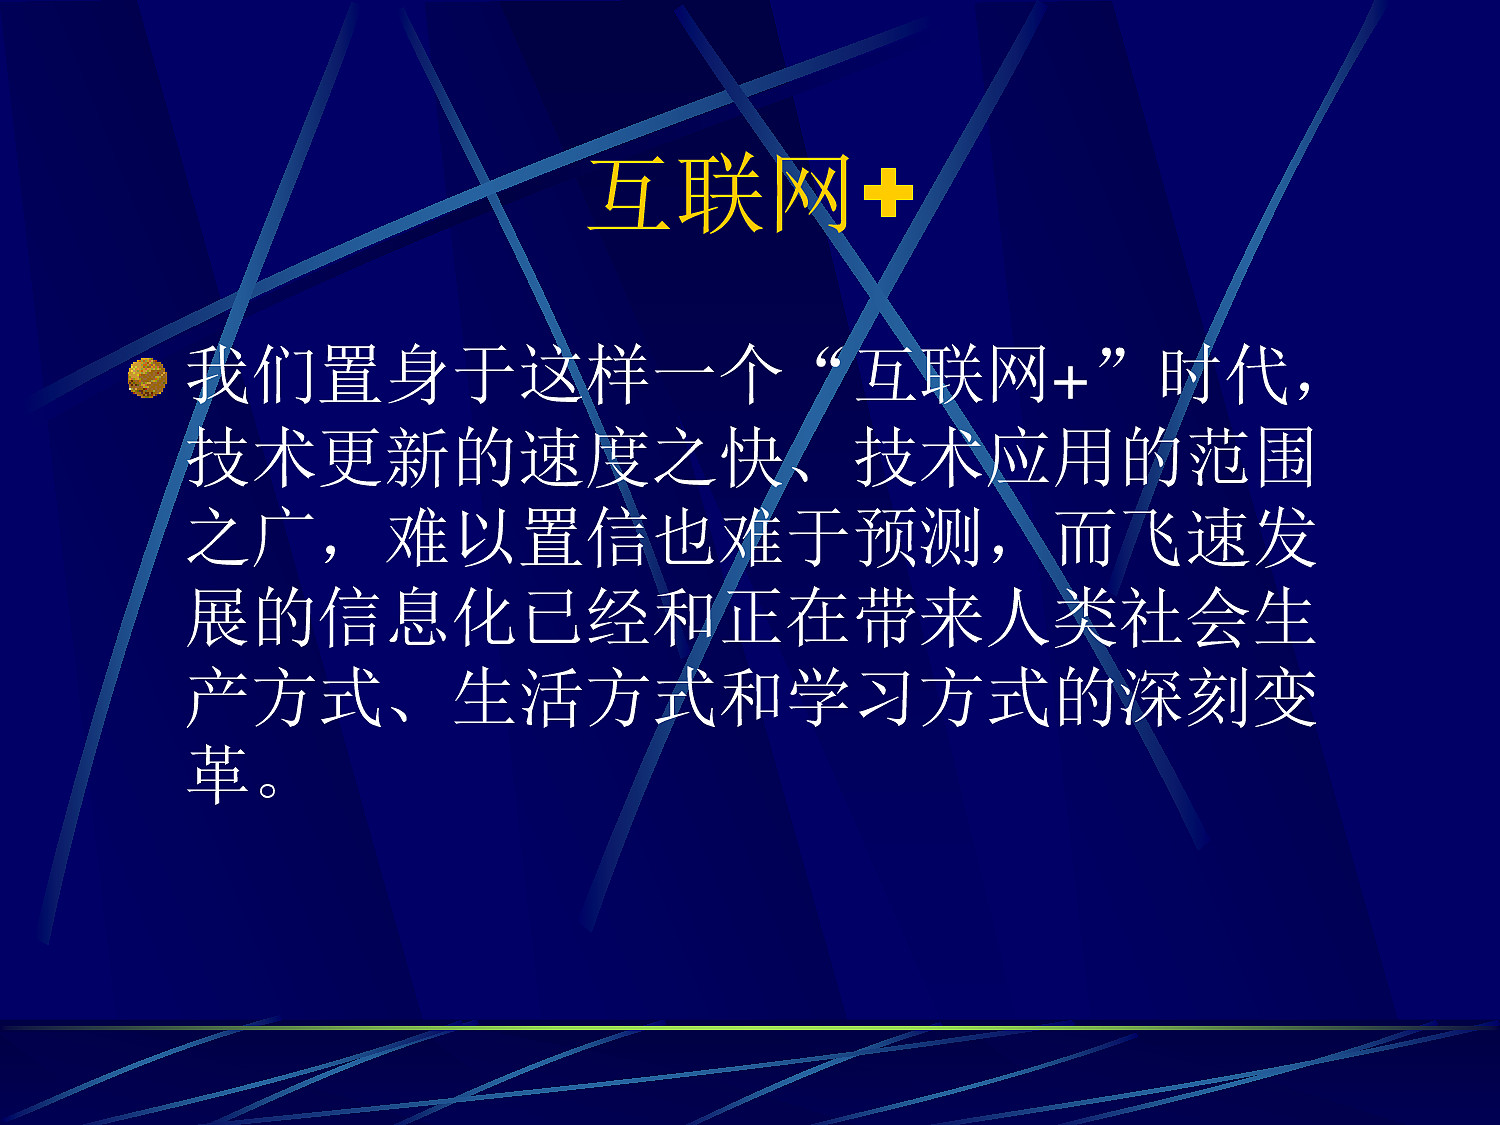 互联网+
我们置身于这样一个“互联网+”时代，
技术更新的速度之快、技术应用的范围
之广，难以置信也难于预测，而飞速发
展的信息化已经和正在带来人类社会生
产方式、生活方式和学习方式的深刻变
革。